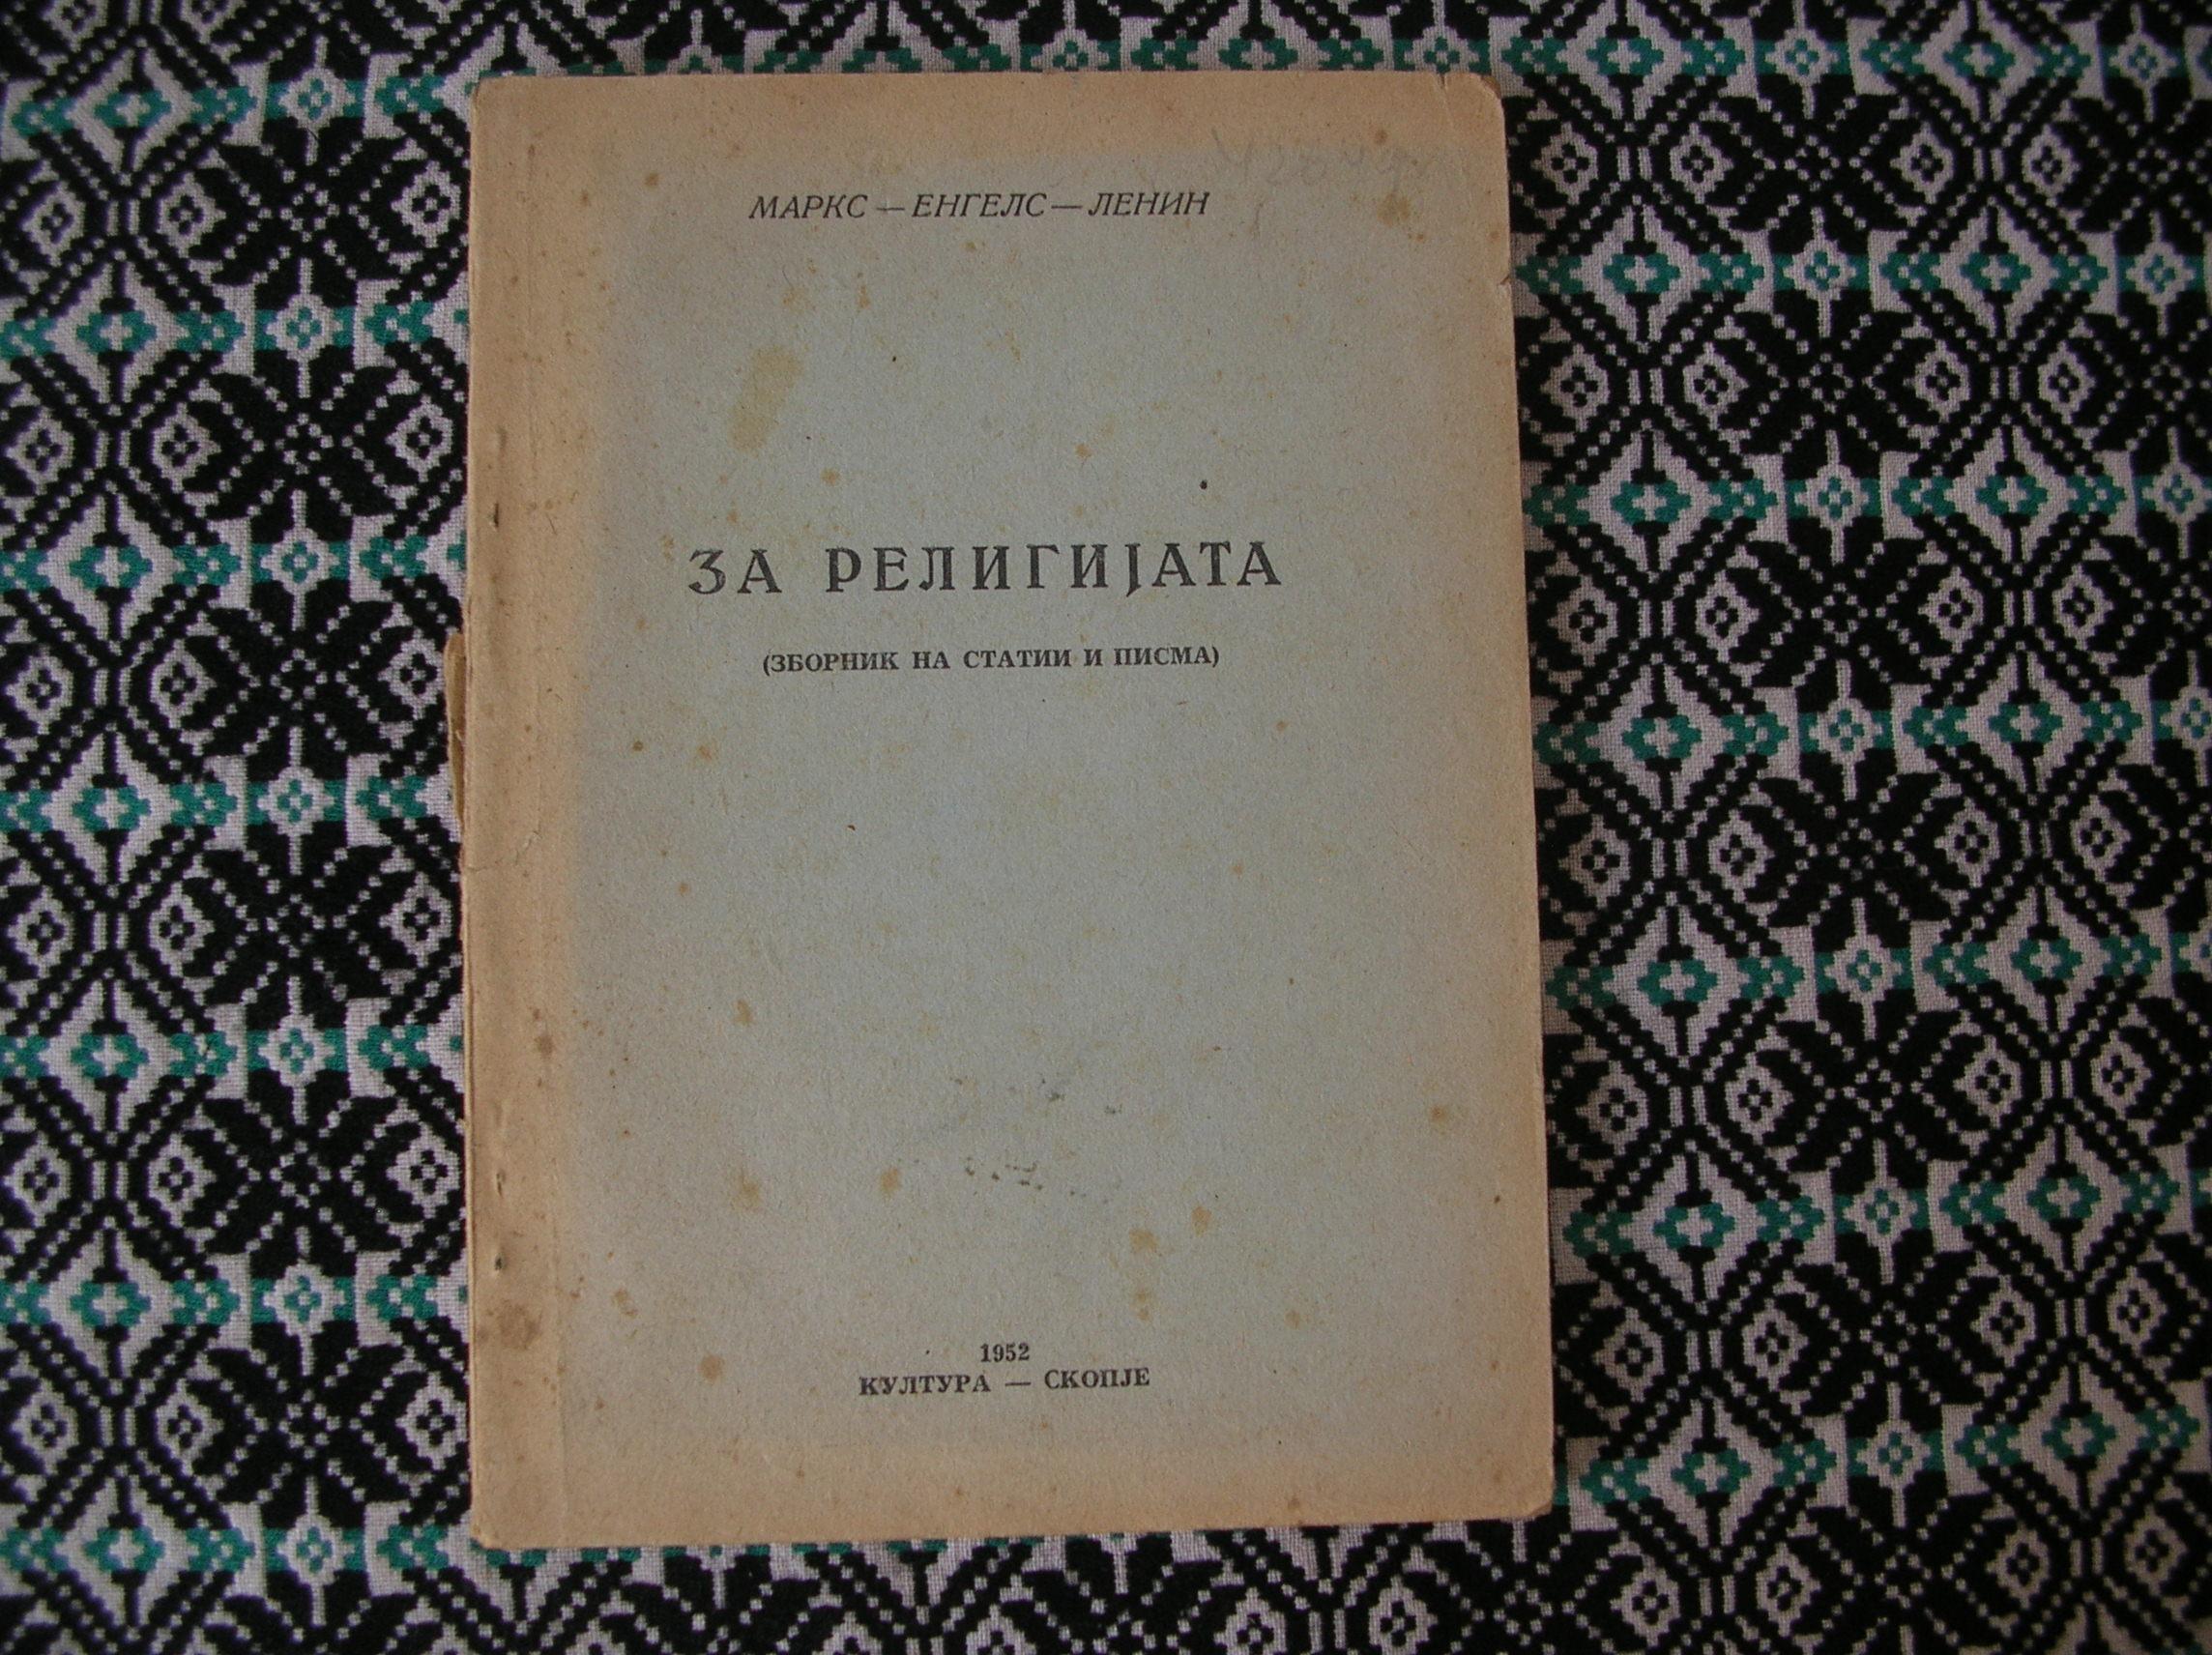 МАРКС — ЕНГЕЛС — ЛЕНИН
ЗА РЕЛИГИЈАТА
(ЗБОРНИК НА СТАТИИ И ПИСМА)
1952
КУЛТУРА — СКОПЈЕ